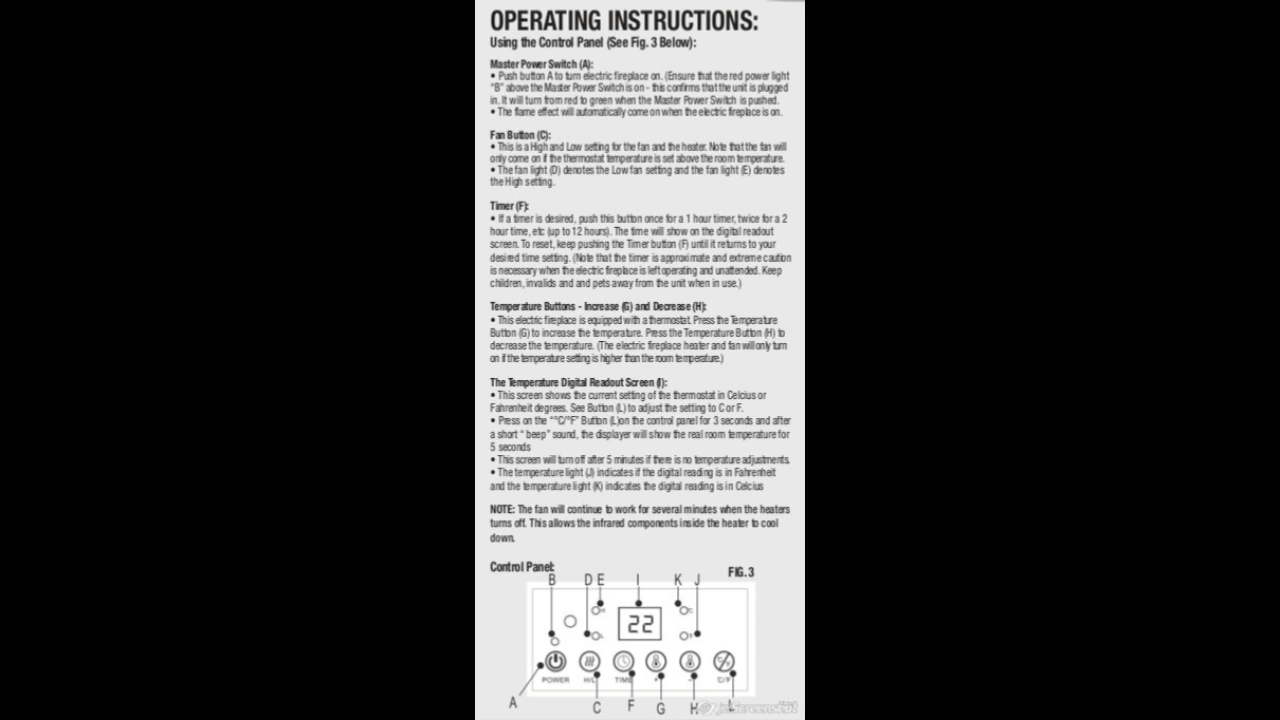 OPERATING INSTRUCTIONS:
Using the Control Panel (See Fig. 3 Below):
Master Power Switch (A):
• Push button A to turn electric fireplace on. (Ensure that the red power light
"B" above the Master Power Switch is on - this confirms that the unit is plugged
in. It will turn from red to green when the Master Power Switch is pushed.
• The flame effect will automatically come on when the electric fireplace is on.
Fan Button (C):
• This is a High and Low setting for the fan and the heater. Note that the fan will
only come on if the thermostat temperature is set above the room temperature.
• The fan light (D) denotes the Low fan setting and the fan light (E) denotes
the High setting.
Timer (F):
• If a timer is desired, push this button once for a 1 hour timer, twice for a 2
hour time, etc (up to 12 hours). The time will show on the digital readout
screen. To reset, keep pushing the Timer button (F) until it returns to your
desired time setting. (Note that the timer is approximate and extreme caution
is necessary when the electric fireplace is left operating and unattended. Keep
children, invalids and and pets away from the unit when in use.)
Temperature Buttons - Increase (G) and Decrease (H):
• This electric fireplace is equipped with a thermostat. Press the Temperature
Button (G) to increase the temperature. Press the Temperature Button (H) to
decrease the temperature. (The electric fireplace heater and fan will only turn
on if the temperature setting is higher than the room temperature.)
The Temperature Digital Readout Screen (I):
• This screen shows the current setting of the thermostat in Celcius or
Fahrenheit degrees. See Button (L) to adjust the setting to C or F.
• Press on the "°C/°F" Button (L)on the control panel for 3 seconds and after
a short " beep" sound, the displayer will show the real room temperature for
5 seconds
• This screen will turn off after 5 minutes if there is no temperature adjustments.
• The temperature light (J) indicates if the digital reading is in Fahrenheit
and the temperature light (K) indicates the digital reading is in Celcius
NOTE: The fan will continue to work for several minutes when the heaters
turns off. This allows the infrared components inside the heater to cool
down.
Control Panel:
FIG. 3
B D E I K J
H C
22
L F
POWER H/L TIME + - C/F
A C F G H L